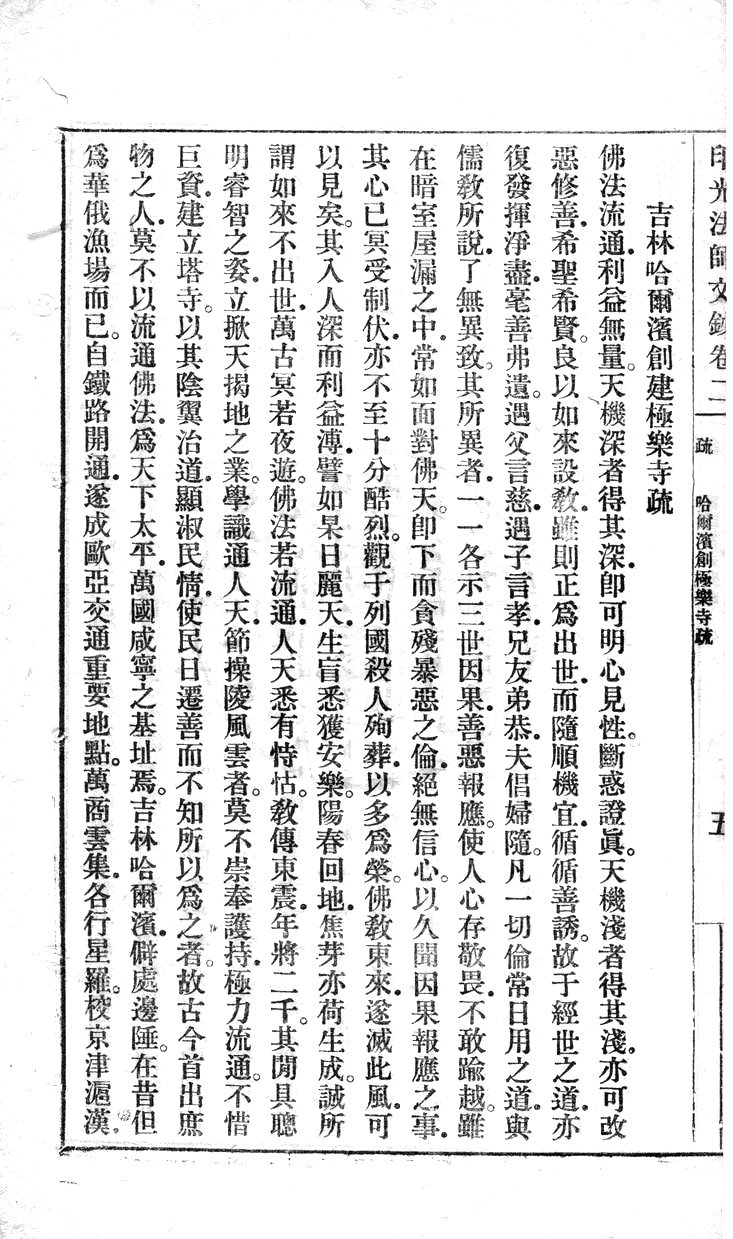 印光法師文鈔卷二
疏
哈爾濱創極樂寺疏
五
吉林哈爾濱創建極樂寺疏
佛法流通.利益無量。天機深者得其深.卽可明心見性。斷惑證眞。天機淺者得其淺.亦可改
惡修善.希聖希賢。良以如來設敎.雖則正爲出世.而隨順機宜.循循善誘。故于經世之道.亦
復發揮淨盡.毫善弗遺。遇父言慈.遇子言孝.兄友弟恭.夫倡婦隨。凡一切倫常日用之道.與
儒敎所說.了無異致。其所異者.一一各示三世因果.善惡報應。使人心存敬畏.不敢踰越。雖
在暗室屋漏之中.常如面對佛天。卽下而貪殘暴惡之倫.絕無信心。以久聞因果報應之事.
其心已冥受制伏.亦不至十分酷烈。觀于列國殺人殉葬.以多爲榮。佛敎東來.遂滅此風.可
以見矣。其入人深而利益溥.譬如杲日麗天.生盲悉獲安樂。陽春回地.焦芽亦荷生成。誠所
謂如來不出世.萬古冥若夜遊。佛法若流通.人天悉有恃怙。敎傳東震.年將二千。其閒具聰
明睿智之姿.立掀天揭地之業。學識通人天.節操陵風雲者。莫不崇奉護持.極力流通。不惜
巨資.建立塔寺。以其陰翼治道.顯淑民情.使民日遷善而不知所以爲之者。故古今首出庶
物之人.莫不以流通佛法.爲天下太平.萬國咸寧之基址焉。吉林哈爾濱.僻處邊陲。在昔但
爲華俄漁場而已。自鐵路開通.遂成歐亞交通重要地點。萬商雲集.各行星羅。校京津滬漢.